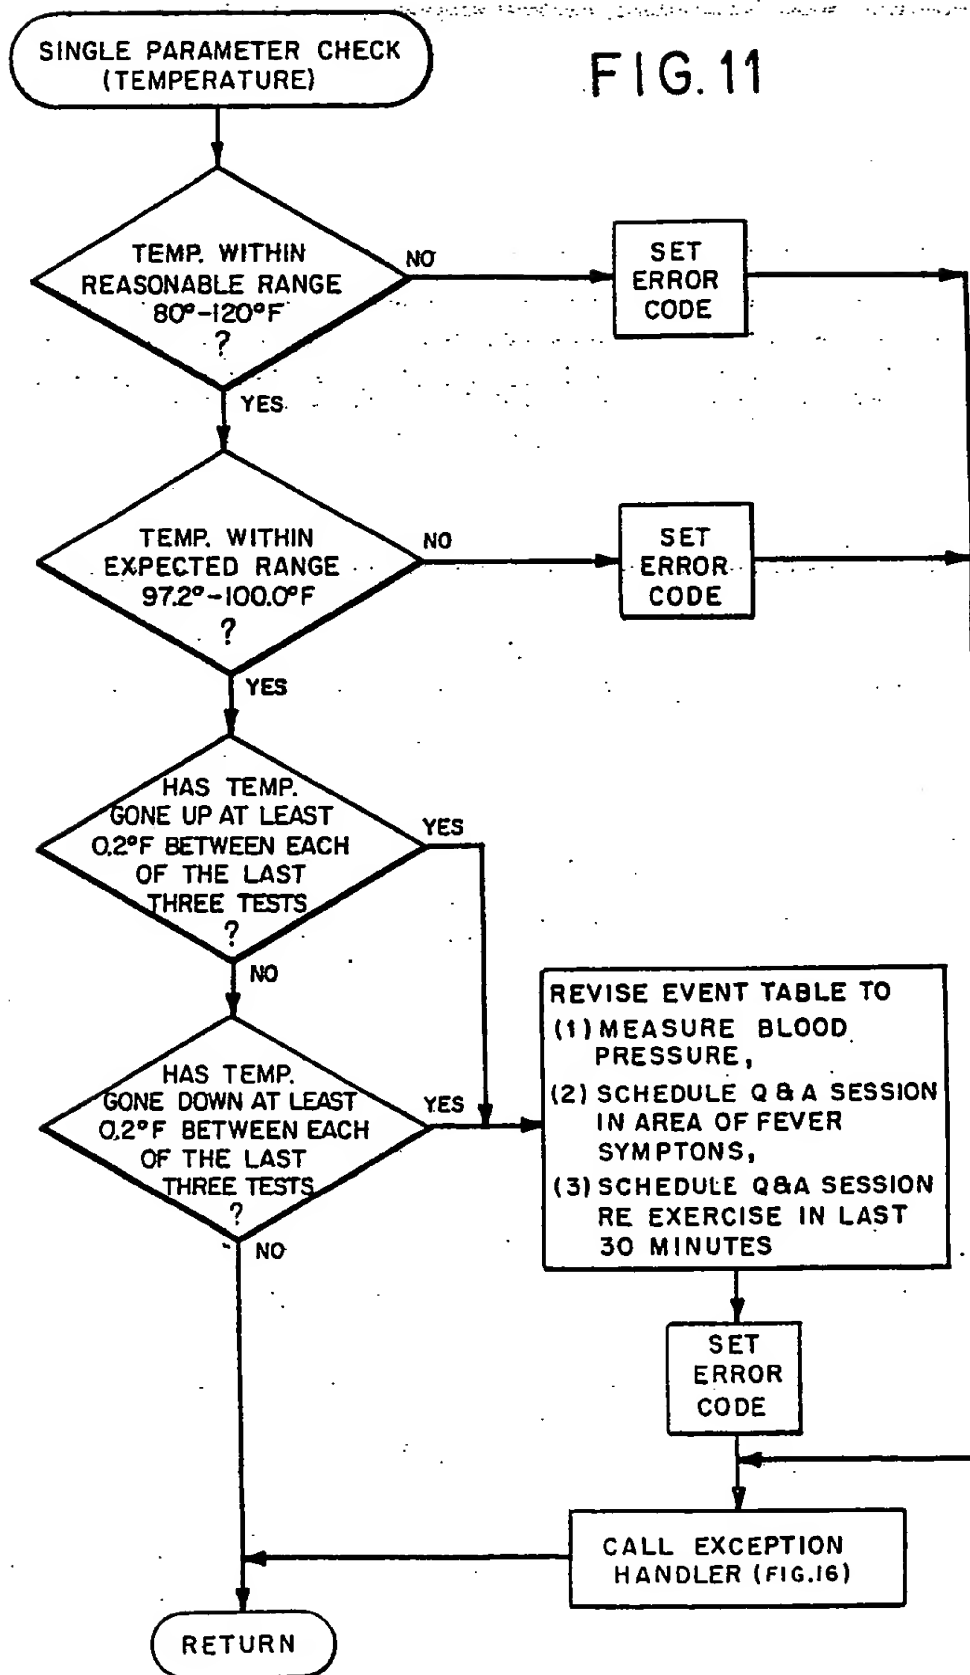 FIG. 11
SINGLE PARAMETER CHECK
(TEMPERATURE)
TEMP. WITHIN
REASONABLE RANGE
80°-120°F
?
NO
SET
ERROR
CODE
YES
TEMP. WITHIN
EXPECTED RANGE
97.2°-100.0°F
?
NO
SET
ERROR
CODE
YES
HAS TEMP.
GONE UP AT LEAST
0.2°F BETWEEN EACH
OF THE LAST
THREE TESTS
?
YES
NO
HAS TEMP.
GONE DOWN AT LEAST
0.2°F BETWEEN EACH
OF THE LAST
THREE TESTS
?
YES
NO
REVISE EVENT TABLE TO
(1) MEASURE BLOOD
PRESSURE,
(2) SCHEDULE Q & A SESSION
IN AREA OF FEVER
SYMPTONS,
(3) SCHEDULE Q&A SESSION
RE EXERCISE IN LAST
30 MINUTES
SET
ERROR
CODE
CALL EXCEPTION
HANDLER (FIG.16)
RETURN